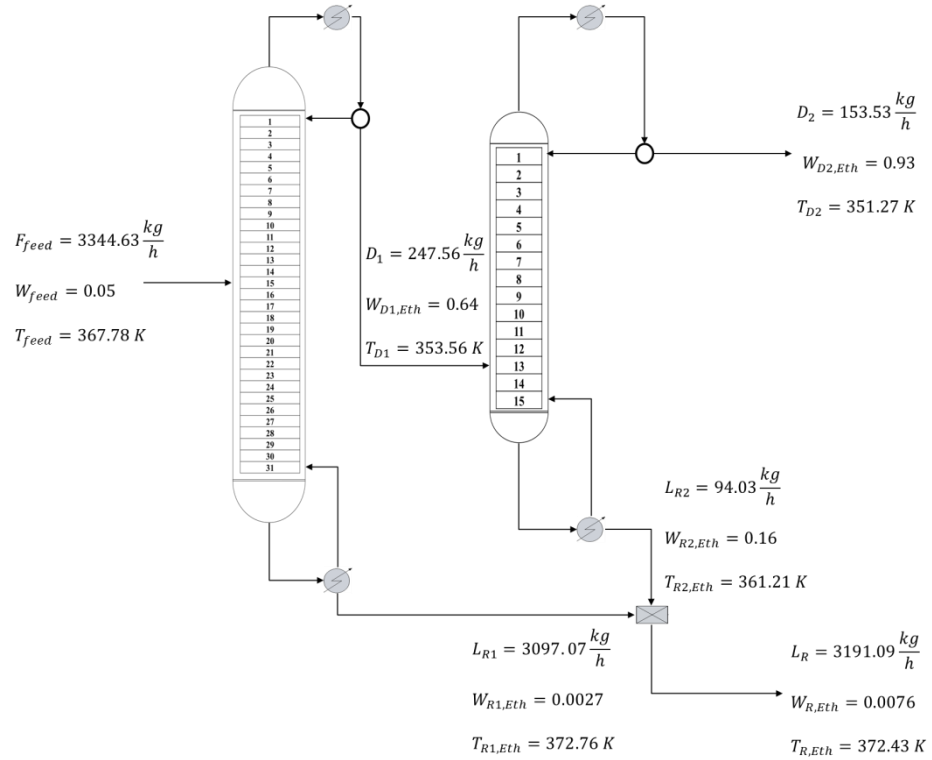 1
2
3
4
5
6
7
8
9
10
11
12
13
14
15
16
17
18
19
20
21
22
23
24
25
26
27
28
29
30
31
F_feed = 3344.63 kg/h
W_feed = 0.05
T_feed = 367.78 K
D_1 = 247.56 kg/h
W_D1,Eth = 0.64
T_D1 = 353.56 K
1
2
3
4
5
6
7
8
9
10
11
12
13
14
15
D_2 = 153.53 kg/h
W_D2,Eth = 0.93
T_D2 = 351.27 K
L_R2 = 94.03 kg/h
W_R2,Eth = 0.16
T_R2,Eth = 361.21 K
L_R1 = 3097.07 kg/h
W_R1,Eth = 0.0027
T_R1,Eth = 372.76 K
L_R = 3191.09 kg/h
W_R,Eth = 0.0076
T_R,Eth = 372.43 K